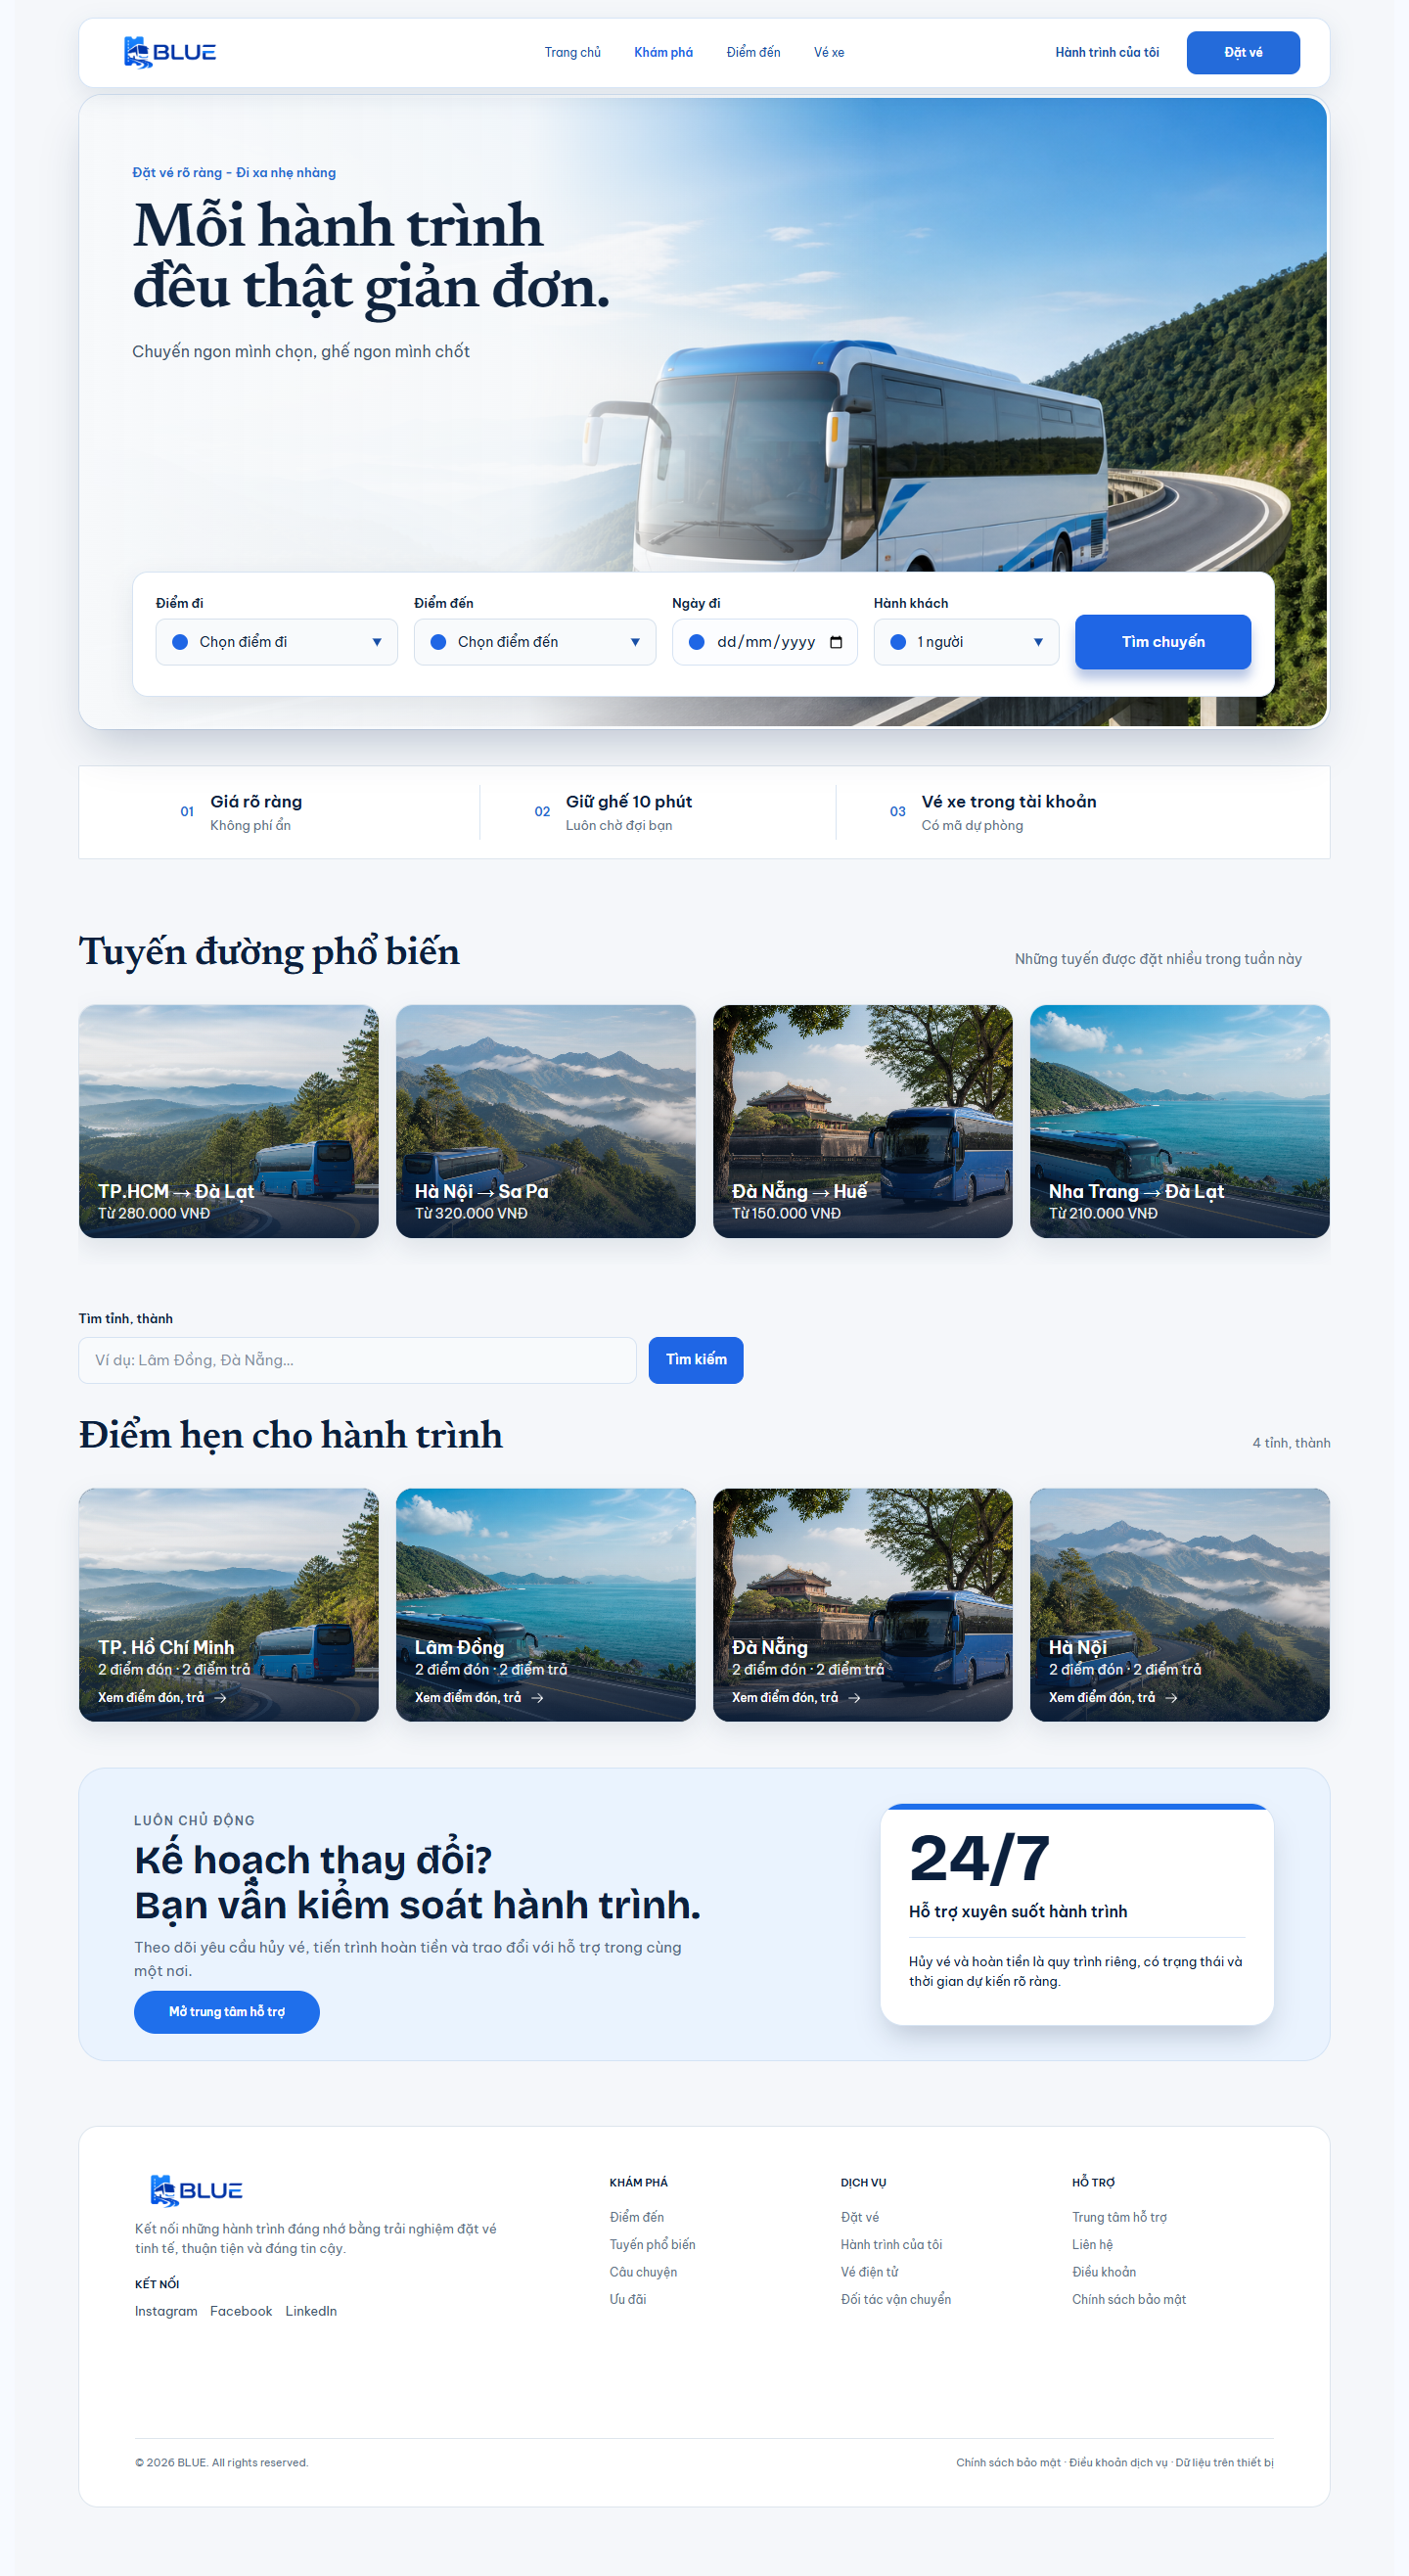 BLUE
Trang chủ
Khám phá
Điểm đến
Vé xe
Hành trình của tôi
Đặt vé
Đặt vé rõ ràng - Đi xa nhẹ nhàng
Mỗi hành trình
đều thật giản đơn.
Chuyến ngon mình chọn, ghế ngon mình chốt
Điểm đi
Chọn điểm đi
Điểm đến
Chọn điểm đến
Ngày đi
dd/mm/yyyy
Hành khách
1 người
Tìm chuyến
01
Giá rõ ràng
Không phí ẩn
02
Giữ ghế 10 phút
Luôn chờ đợi bạn
03
Vé xe trong tài khoản
Có mã dự phòng
Tuyến đường phổ biến
Những tuyến được đặt nhiều trong tuần này
TP.HCM → Đà Lạt
Từ 280.000 VNĐ
Hà Nội → Sa Pa
Từ 320.000 VNĐ
Đà Nẵng → Huế
Từ 150.000 VNĐ
Nha Trang → Đà Lạt
Từ 210.000 VNĐ
Tìm tỉnh, thành
Ví dụ: Lâm Đồng, Đà Nẵng...
Tìm kiếm
Điểm hẹn cho hành trình
4 tỉnh, thành
TP. Hồ Chí Minh
2 điểm đón · 2 điểm trả
Xem điểm đón, trả →
Lâm Đồng
2 điểm đón · 2 điểm trả
Xem điểm đón, trả →
Đà Nẵng
2 điểm đón · 2 điểm trả
Xem điểm đón, trả →
Hà Nội
2 điểm đón · 2 điểm trả
Xem điểm đón, trả →
LUÔN CHỦ ĐỘNG
Kế hoạch thay đổi?
Bạn vẫn kiểm soát hành trình.
Theo dõi yêu cầu hủy vé, tiến trình hoàn tiền và trao đổi với hỗ trợ trong cùng
một nơi.
Mở trung tâm hỗ trợ
24/7
Hỗ trợ xuyên suốt hành trình
Hủy vé và hoàn tiền là quy trình riêng, có trạng thái và
thời gian dự kiến rõ ràng.
BLUE
Kết nối những hành trình đáng nhớ bằng trải nghiệm đặt vé
tinh tế, thuận tiện và đáng tin cậy.
KẾT NỐI
Instagram Facebook LinkedIn
KHÁM PHÁ
Điểm đến
Tuyến phổ biến
Câu chuyện
Ưu đãi
DỊCH VỤ
Đặt vé
Hành trình của tôi
Vé điện tử
Đối tác vận chuyển
HỖ TRỢ
Trung tâm hỗ trợ
Liên hệ
Điều khoản
Chính sách bảo mật
© 2026 BLUE. All rights reserved.
Chính sách bảo mật · Điều khoản dịch vụ · Dữ liệu trên thiết bị